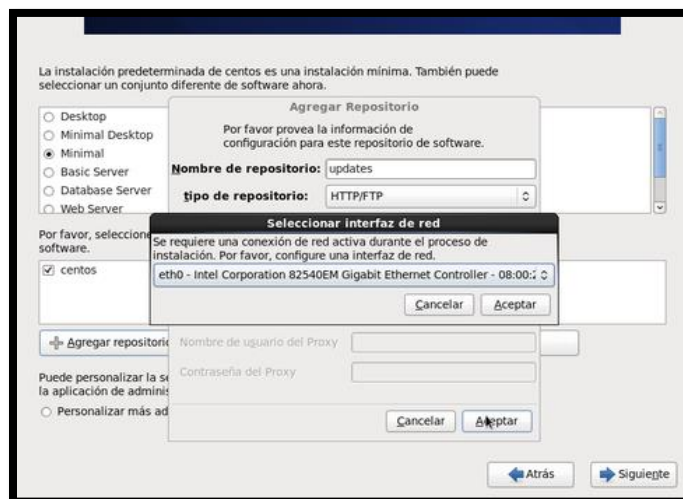 La instalación predeterminada de centos es una instalación mínima. También puede
seleccionar un conjunto diferente de software ahora.
Desktop
Minimal Desktop
Minimal
Basic Server
Database Server
Web Server
Agregar Repositorio
Por favor provea la información de
configuración para este repositorio de software.
Nombre de repositorio: updates
tipo de repositorio: HTTP/FTP
Por favor, seleccione
software.
centos
Seleccionar interfaz de red
Se requiere una conexión de red activa durante el proceso de
instalación. Por favor, configure una interfaz de red.
eth0 - Intel Corporation 82540EM Gigabit Ethernet Controller - 08:00:2
Cancelar Aceptar
Agregar repositorio
Nombre de usuario del Proxy
Contraseña del Proxy
Puede personalizar la
la aplicación de
Personalizar más
Cancelar Aceptar
Atrás Siguiente